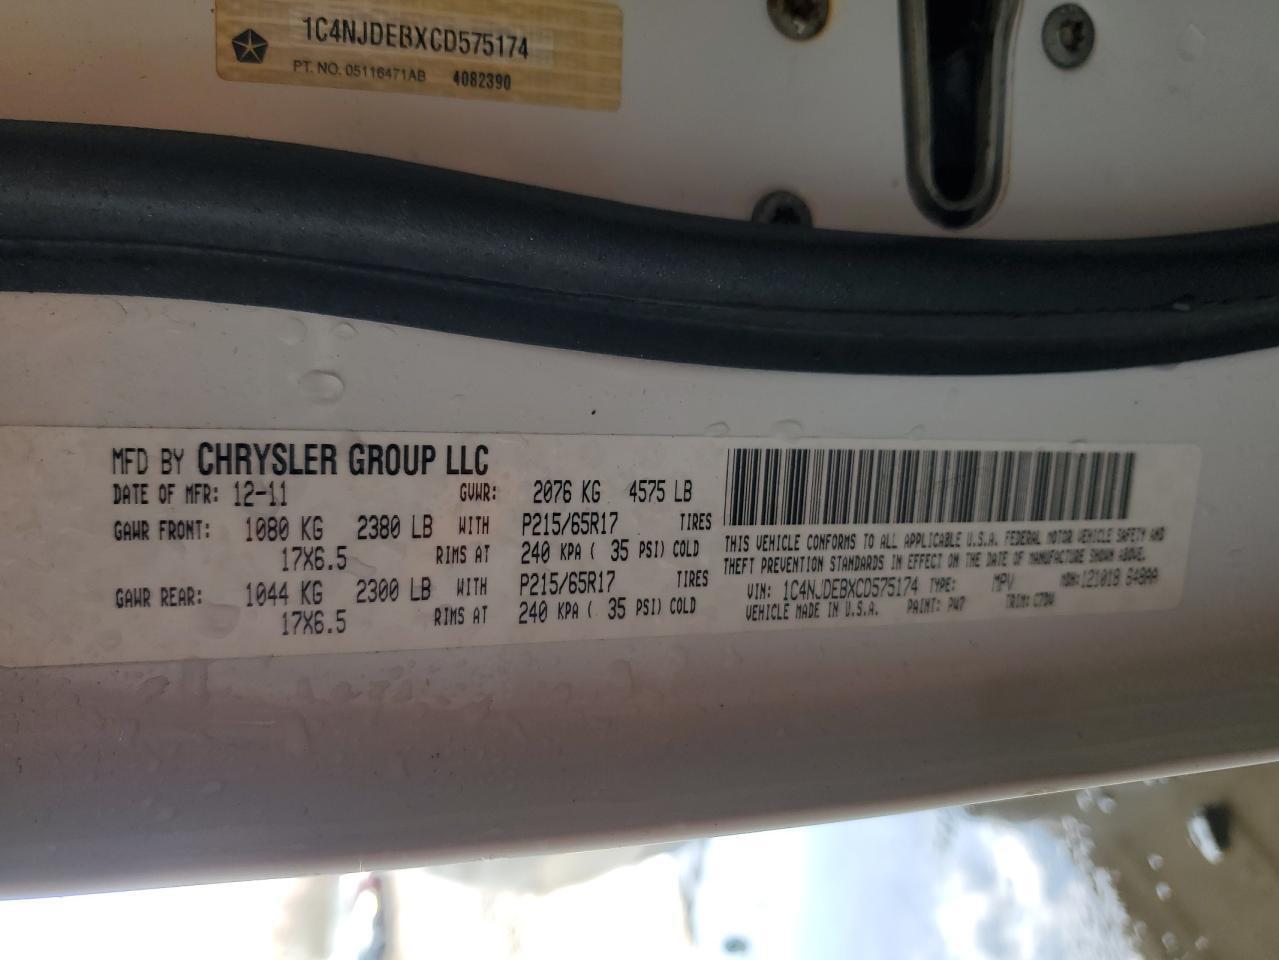 1C4NJDEBXCD575174
PT. NO. 05116471AB 4082390
MFD BY CHRYSLER GROUP LLC
DATE OF MFR: 12-11 GVWR: 2076 KG 4575 LB
GAWR FRONT: 1080 KG 2380 LB WITH P215/65R17 TIRES
17X6.5 RIMS AT 240 KPA ( 35 PSI) COLD
GAWR REAR: 1044 KG 2300 LB WITH P215/65R17 TIRES
17X6.5 RIMS AT 240 KPA ( 35 PSI) COLD
THIS VEHICLE CONFORMS TO ALL APPLICABLE U.S.A. FEDERAL MOTOR VEHICLE SAFETY AND
THEFT PREVENTION STANDARDS IN EFFECT ON THE DATE OF MANUFACTURE SHOWN ABOVE.
VIN: 1C4NJDEBXCD575174 TYPE: MPV MDH:
VEHICLE MADE IN U.S.A. PAINT: PW7 TRIM: